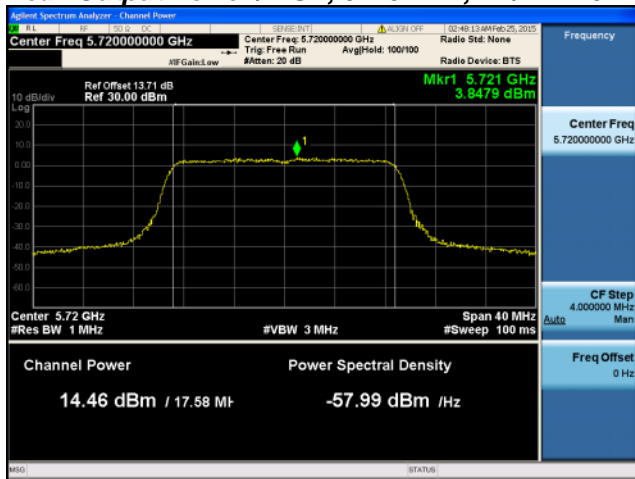 Agilent Spectrum Analyzer - Channel Power
RL RF 50 Ω DC SENSE:INT ALIGN OFF 02:48:13 AM Feb 25, 2015
Center Freq 5.720000000 GHz
#IFGain:Low
Center Freq: 5.720000000 GHz
Trig: Free Run Avg|Hold: 100/100
#Atten: 20 dB
Radio Std: None
Radio Device: BTS
Frequency
Ref Offset 13.71 dB
Ref 30.00 dBm
10 dB/div
Log
Mkr1 5.721 GHz
3.8479 dBm
20.0
10.0
0.00
-10.0
-20.0
-30.0
-40.0
-50.0
-60.0
1
Center Freq
5.720000000 GHz
CF Step
4.000000 MHz
Auto Man
Freq Offset
0 Hz
Center 5.72 GHz Span 40 MHz
#Res BW 1 MHz #VBW 3 MHz #Sweep 100 ms
Channel Power Power Spectral Density
14.46 dBm / 17.58 MH -57.99 dBm /Hz
MSG STATUS